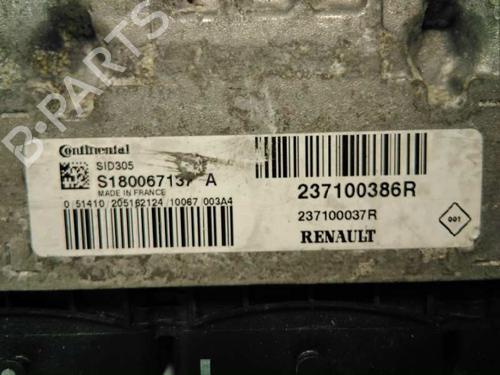 B-PARTS
Continental
SID305
S180067137 A
MADE IN FRANCE
0 51410 205162124 10067 003A4
237100386R
237100037R
RENAULT
001